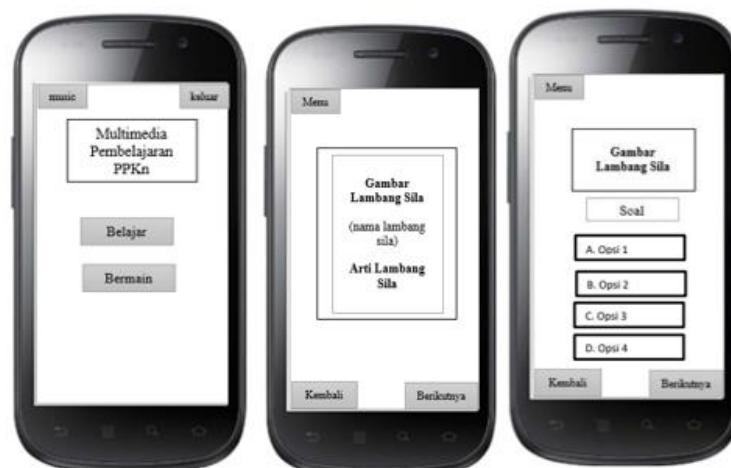 music
keluar
Multimedia
Pembelajaran
PPKn
Belajar
Bermain
Menu
Gambar
Lambang Sila
(nama lambang
sila)
Arti Lambang
Sila
Kembali
Berikutnya
Menu
Gambar
Lambang Sila
Soal
A. Opsi 1
B. Opsi 2
C. Opsi 3
D. Opsi 4
Kembali
Berikutnya